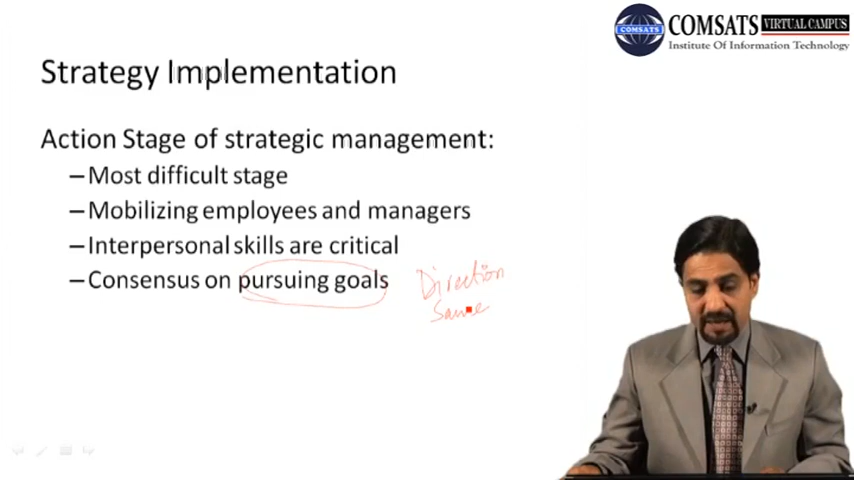 COMSATS VIRTUAL CAMPUS
COMSATS
Institute Of Information Technology
Strategy Implementation
Action Stage of strategic management:
–Most difficult stage
–Mobilizing employees and managers
–Interpersonal skills are critical
–Consensus on pursuing goals
Direction
Same